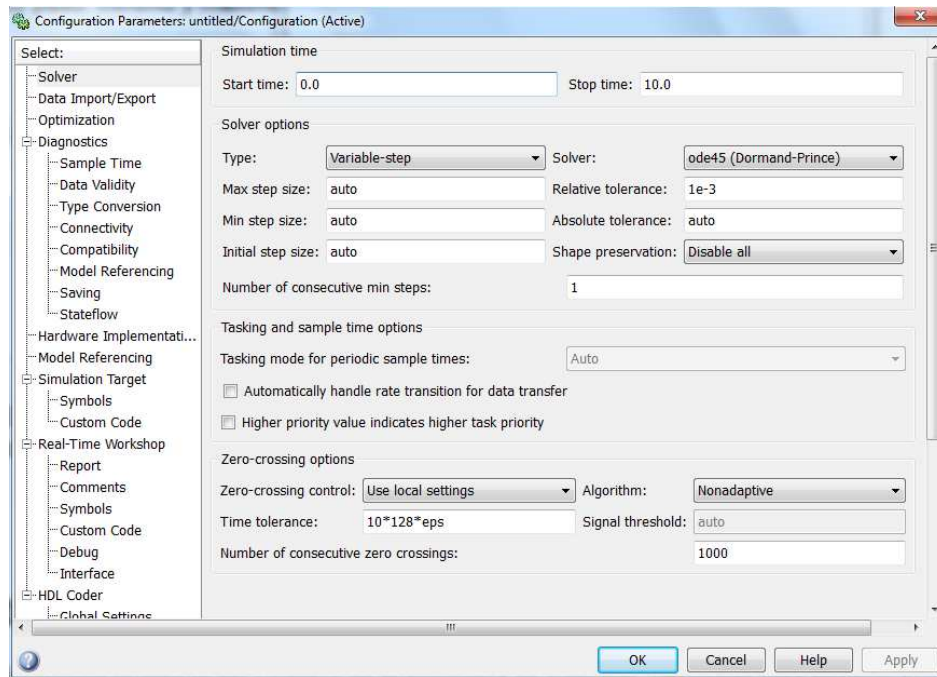 Configuration Parameters: untitled/Configuration (Active)
Select:
Solver
Data Import/Export
Optimization
Diagnostics
Sample Time
Data Validity
Type Conversion
Connectivity
Compatibility
Model Referencing
Saving
Stateflow
Hardware Implementati...
Model Referencing
Simulation Target
Symbols
Custom Code
Real-Time Workshop
Report
Comments
Symbols
Custom Code
Debug
Interface
HDL Coder
Global Settings
Simulation time
Start time: 0.0 Stop time: 10.0
Solver options
Type: Variable-step Solver: ode45 (Dormand-Prince)
Max step size: auto Relative tolerance: 1e-3
Min step size: auto Absolute tolerance: auto
Initial step size: auto Shape preservation: Disable all
Number of consecutive min steps: 1
Tasking and sample time options
Tasking mode for periodic sample times: Auto
Automatically handle rate transition for data transfer
Higher priority value indicates higher task priority
Zero-crossing options
Zero-crossing control: Use local settings Algorithm: Nonadaptive
Time tolerance: 10*128*eps Signal threshold: auto
Number of consecutive zero crossings: 1000
OK Cancel Help Apply